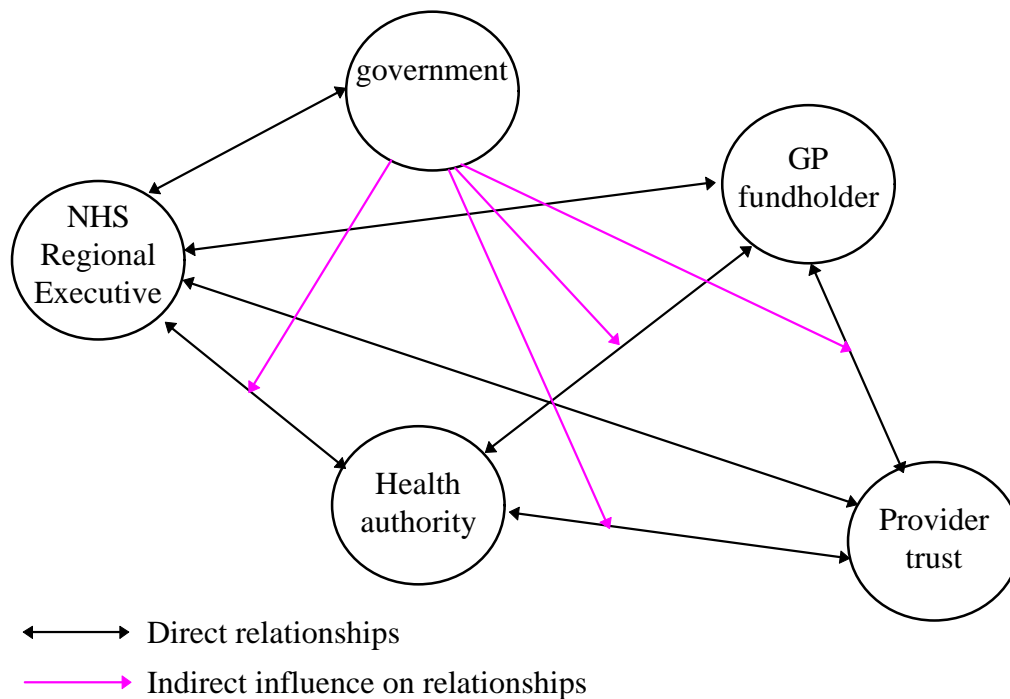 government
GP
fundholder
NHS
Regional
Executive
Health
authority
Provider
trust
Direct relationships
Indirect influence on relationships